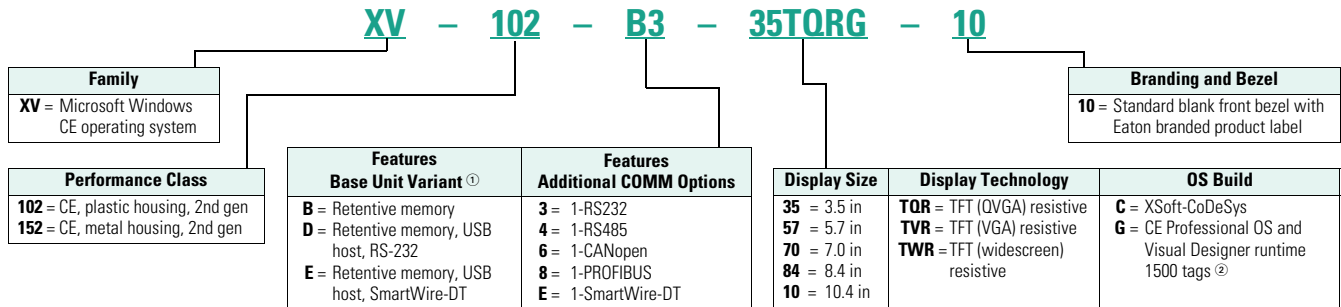 XV – 102 – B3 – 35TQRG – 10
Family
XV = Microsoft Windows
CE operating system
Branding and Bezel
10 = Standard blank front bezel with
Eaton branded product label
Performance Class
102 = CE, plastic housing, 2nd gen
152 = CE, metal housing, 2nd gen
Features
Base Unit Variant ①
B = Retentive memory
D = Retentive memory, USB
host, RS-232
E = Retentive memory, USB
host, SmartWire-DT
Features
Additional COMM Options
3 = 1-RS232
4 = 1-RS485
6 = 1-CANopen
8 = 1-PROFIBUS
E = 1-SmartWire-DT
Display Size
35 = 3.5 in
57 = 5.7 in
70 = 7.0 in
84 = 8.4 in
10 = 10.4 in
Display Technology
TQR = TFT (QVGA) resistive
TVR = TFT (VGA) resistive
TWR = TFT (widescreen)
resistive
OS Build
C = XSoft-CoDeSys
G = CE Professional OS and
Visual Designer runtime
1500 tags ②